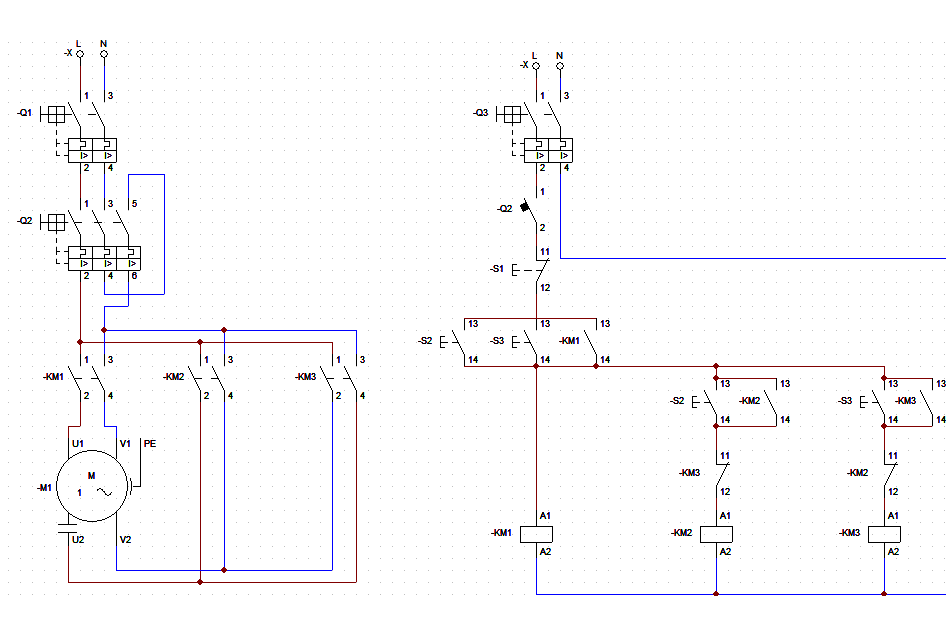 L N
-X
L N
-X
1 3
-Q1
I> I>
2 4
1 3
-Q3
I> I>
2 4
1 3 5
-Q2
I> I> I>
2 4 6
1
-Q2
2
11
-S1
12
13 13 13
-S2 -S3 -KM1
14 14 14
1 3 1 3 1 3
-KM1 -KM2 -KM3
2 4 2 4 2 4
13 13 13 13
-S2 -KM2 -S3 -KM3
14 14 14 14
U1 V1 PE
M
-M1 1
U2 V2
11 11
-KM3 -KM2
12 12
A1 A1 A1
-KM1 -KM2 -KM3
A2 A2 A2